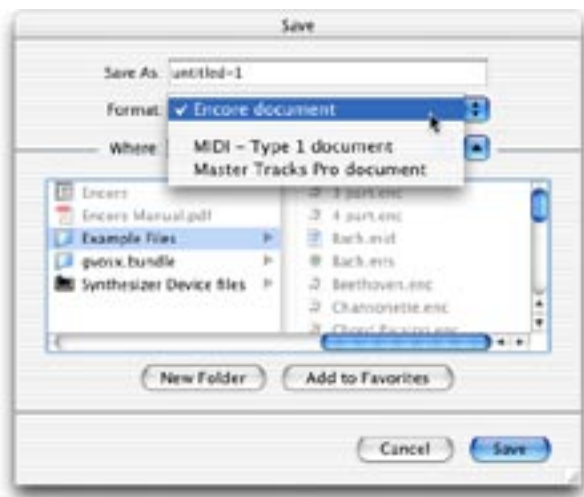 Save
Save As: untitled-1
Format: ✓ Encore document
MIDI – Type 1 document
Master Tracks Pro document
Where
Encore
Encore Manual.pdf
Example Files
gvorx.bundle
Synthesizer Device files
3 part.enc
4 part.enc
Bach.mid
Bach.mts
Beethoven.enc
Chansonette.enc
New Folder
Add to Favorites
Cancel
Save